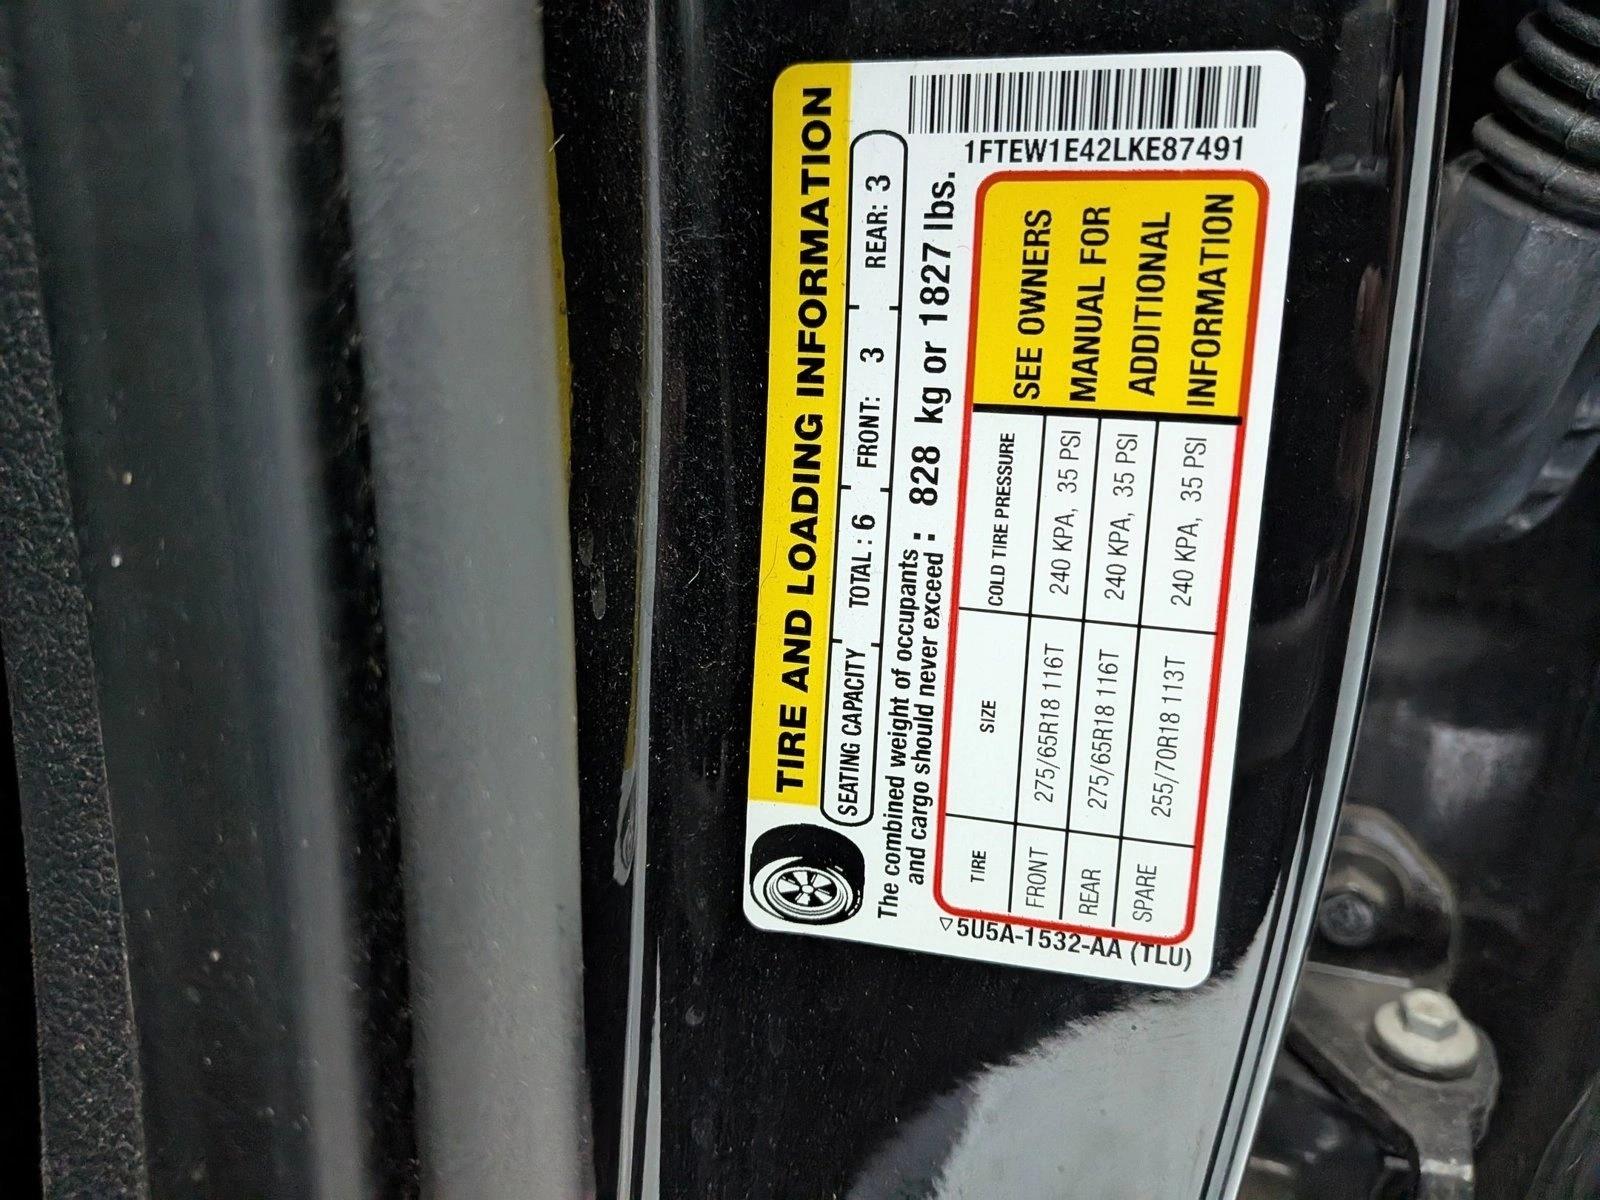 TIRE AND LOADING INFORMATION
SEATING CAPACITY TOTAL : 6 FRONT: 3 REAR: 3
The combined weight of occupants
and cargo should never exceed : 828 kg or 1827 lbs.
TIRE SIZE COLD TIRE PRESSURE
FRONT 275/65R18 116T 240 KPA, 35 PSI
REAR 275/65R18 116T 240 KPA, 35 PSI
SPARE 255/70R18 113T 240 KPA, 35 PSI
SEE OWNERS
MANUAL FOR
ADDITIONAL
INFORMATION
1FTEW1E42LKE87491
5U5A-1532-AA (TLU)